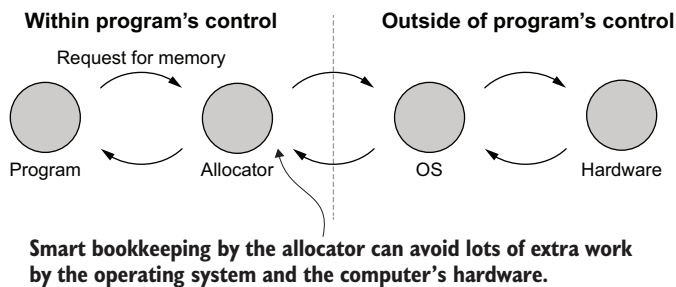 Within program's control
Outside of program's control
Request for memory
Program
Allocator
OS
Hardware
Smart bookkeeping by the allocator can avoid lots of extra work
by the operating system and the computer's hardware.